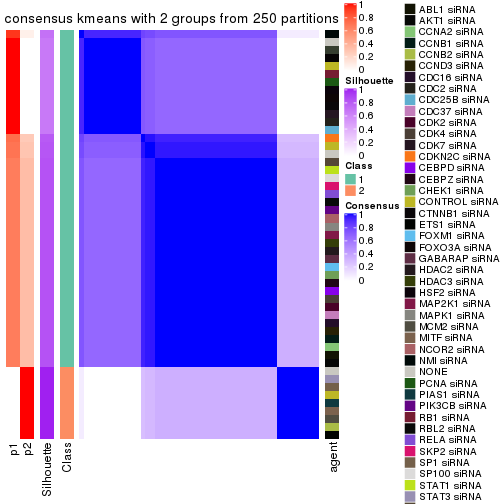 consensus kmeans with 2 groups from 250 partitions
1
0.8
0.6
0.4
0.2
0
Silhouette
1
0.8
0.6
0.4
0.2
0
Class
1
2
Consensus
1
0.8
0.6
0.4
0.2
0
p1
p2
Silhouette
Class
agent
ABL1 siRNA
AKT1 siRNA
CCNA2 siRNA
CCNB1 siRNA
CCNB2 siRNA
CCND3 siRNA
CDC16 siRNA
CDC2 siRNA
CDC25B siRNA
CDC37 siRNA
CDK2 siRNA
CDK4 siRNA
CDK7 siRNA
CDKN2C siRNA
CEBPD siRNA
CEBPZ siRNA
CHEK1 siRNA
CONTROL siRNA
CTNNB1 siRNA
ETS1 siRNA
FOXM1 siRNA
FOXO3A siRNA
GABARAP siRNA
HDAC2 siRNA
HDAC3 siRNA
HSF2 siRNA
MAP2K1 siRNA
MAPK1 siRNA
MCM2 siRNA
MITF siRNA
NCOR2 siRNA
NMI siRNA
NONE
PCNA siRNA
PIAS1 siRNA
PIK3CB siRNA
RB1 siRNA
RBL2 siRNA
RELA siRNA
SKP2 siRNA
SP1 siRNA
SP100 siRNA
STAT1 siRNA
STAT3 siRNA